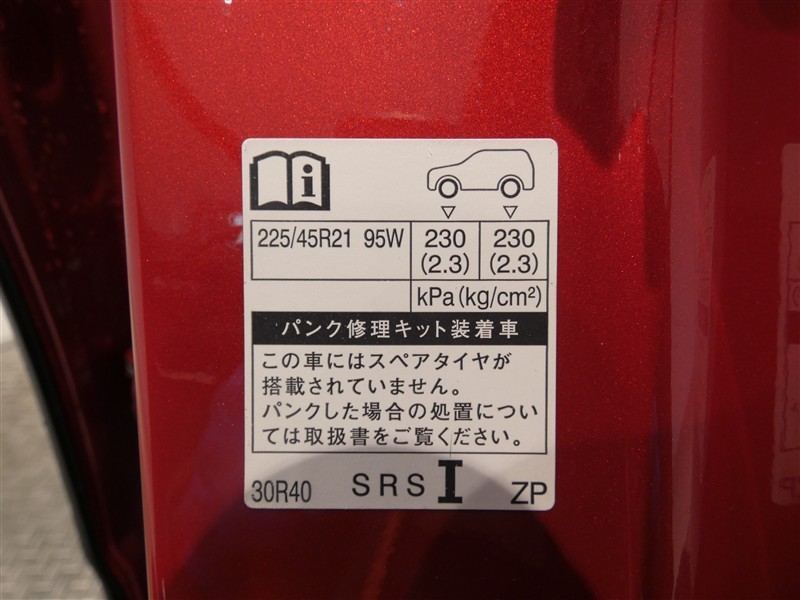 i
225/45R21 95W 230 230
(2.3) (2.3)
kPa(kg/cm²)
パンク修理キット装着車
この車にはスペアタイヤが
搭載されていません。
パンクした場合の処置につい
ては取扱書をご覧ください。
30R40 SRS I ZP